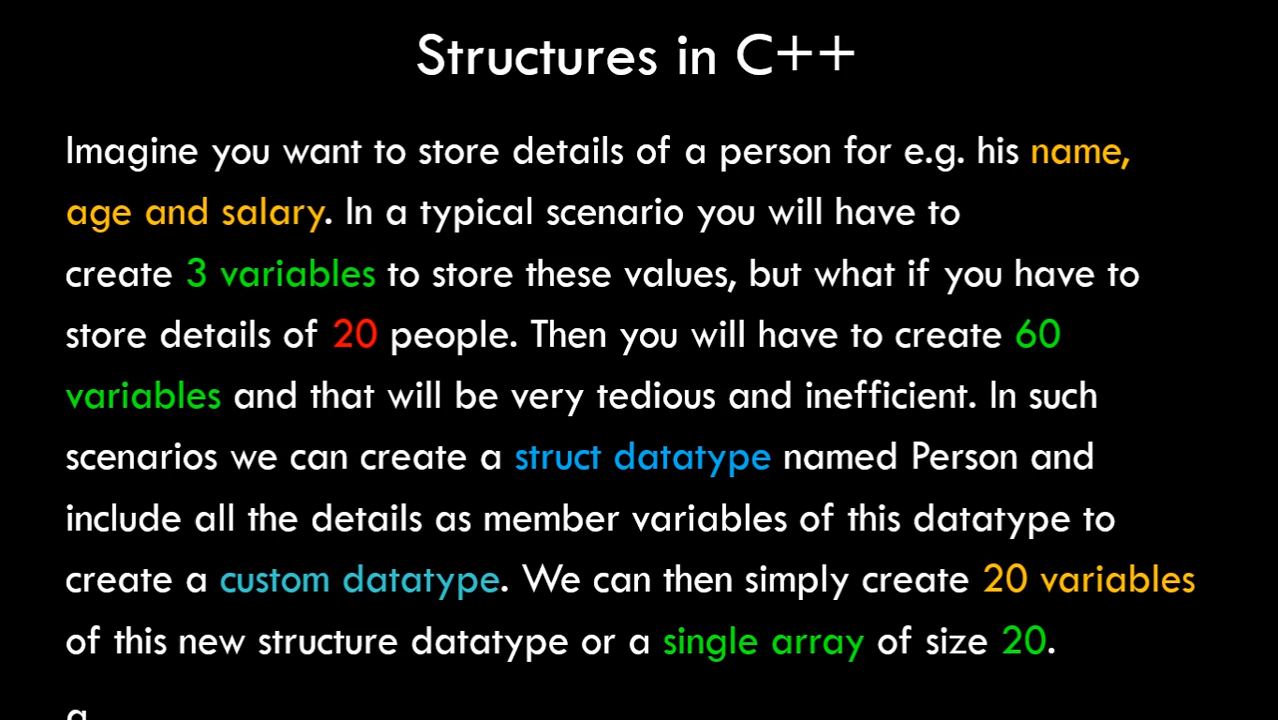 Structures in C++
Imagine you want to store details of a person for e.g. his name,
age and salary. In a typical scenario you will have to
create 3 variables to store these values, but what if you have to
store details of 20 people. Then you will have to create 60
variables and that will be very tedious and inefficient. In such
scenarios we can create a struct datatype named Person and
include all the details as member variables of this datatype to
create a custom datatype. We can then simply create 20 variables
of this new structure datatype or a single array of size 20.